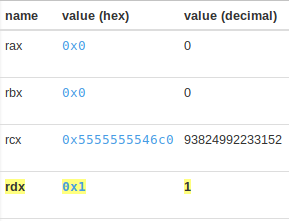 name value (hex) value (decimal)
rax 0x0 0
rbx 0x0 0
rcx 0x5555555546c0 93824992233152
rdx 0x1 1